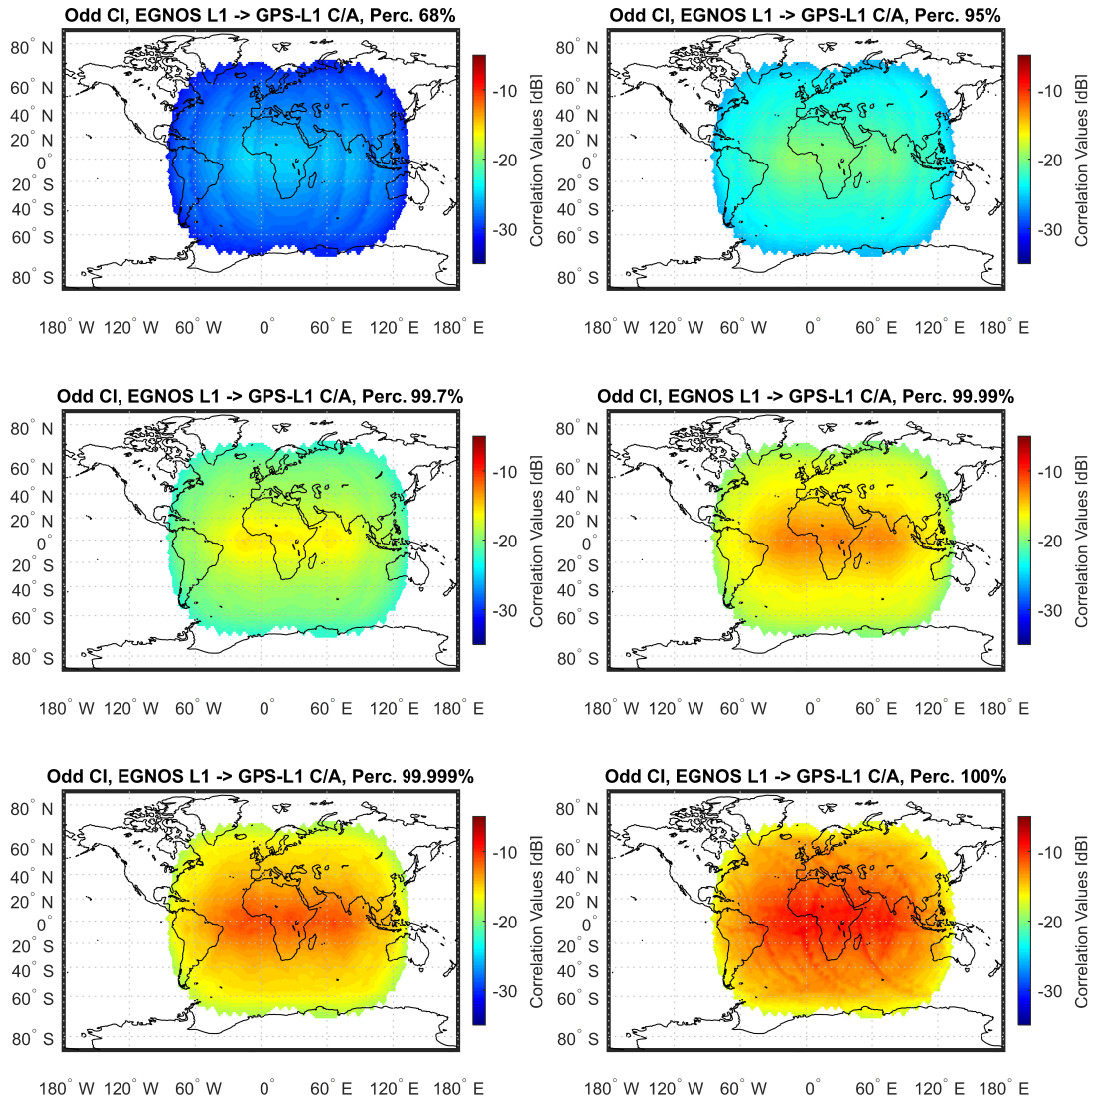 Odd CI, EGNOS L1 -> GPS-L1 C/A, Perc. 68%
80° N
60° N
40° N
20° N
0°
20° S
40° S
60° S
80° S
180° W 120° W 60° W 0° 60° E 120° E 180° E
-10
-20
-30
Correlation Values [dB]
Odd CI, EGNOS L1 -> GPS-L1 C/A, Perc. 95%
80° N
60° N
40° N
20° N
0°
20° S
40° S
60° S
80° S
180° W 120° W 60° W 0° 60° E 120° E 180° E
-10
-20
-30
Correlation Values [dB]
Odd CI, EGNOS L1 -> GPS-L1 C/A, Perc. 99.7%
80° N
60° N
40° N
20° N
0°
20° S
40° S
60° S
80° S
180° W 120° W 60° W 0° 60° E 120° E 180° E
-10
-20
-30
Correlation Values [dB]
Odd CI, EGNOS L1 -> GPS-L1 C/A, Perc. 99.99%
80° N
60° N
40° N
20° N
0°
20° S
40° S
60° S
80° S
180° W 120° W 60° W 0° 60° E 120° E 180° E
-10
-20
-30
Correlation Values [dB]
Odd CI, EGNOS L1 -> GPS-L1 C/A, Perc. 99.999%
80° N
60° N
40° N
20° N
0°
20° S
40° S
60° S
80° S
180° W 120° W 60° W 0° 60° E 120° E 180° E
-10
-20
-30
Correlation Values [dB]
Odd CI, EGNOS L1 -> GPS-L1 C/A, Perc. 100%
80° N
60° N
40° N
20° N
0°
20° S
40° S
60° S
80° S
180° W 120° W 60° W 0° 60° E 120° E 180° E
-10
-20
-30
Correlation Values [dB]